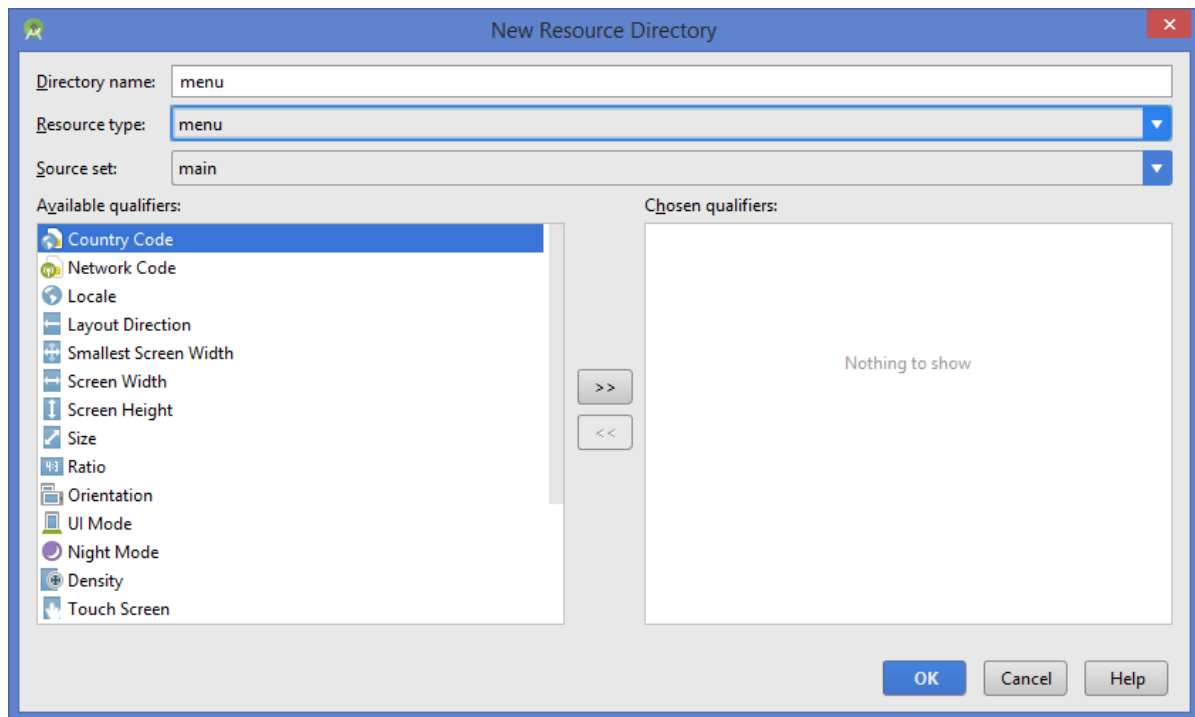 New Resource Directory
Directory name: menu
Resource type: menu
Source set: main
Available qualifiers:
Country Code
Network Code
Locale
Layout Direction
Smallest Screen Width
Screen Width
Screen Height
Size
4:3 Ratio
Orientation
UI Mode
Night Mode
Density
Touch Screen
>>
<<
Chosen qualifiers:
Nothing to show
OK Cancel Help